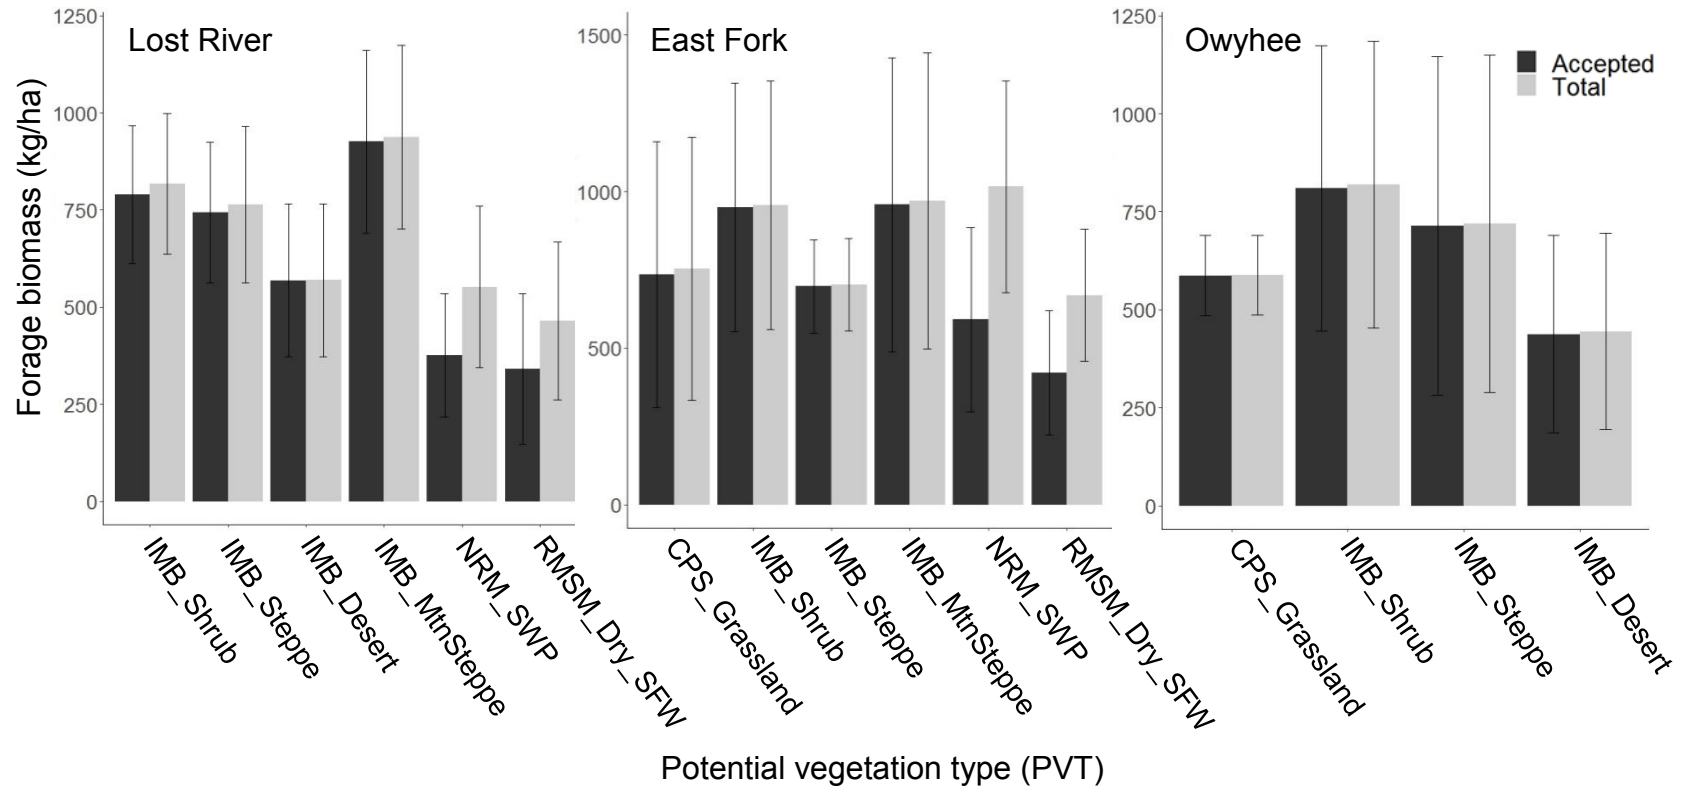 Lost River
East Fork
Owyhee
Accepted
Total
Forage biomass (kg/ha)
1250
1000
750
500
250
0
1500
1000
500
0
1250
1000
750
500
250
0
IMB_Shrub
IMB_Steppe
IMB_Desert
IMB_MtnSteppe
NRM_SWP
RMSM_Dry_SFW
CPS_Grassland
IMB_Shrub
IMB_Steppe
IMB_MtnSteppe
NRM_SWP
RMSM_Dry_SFW
CPS_Grassland
IMB_Shrub
IMB_Steppe
IMB_Desert
Potential vegetation type (PVT)